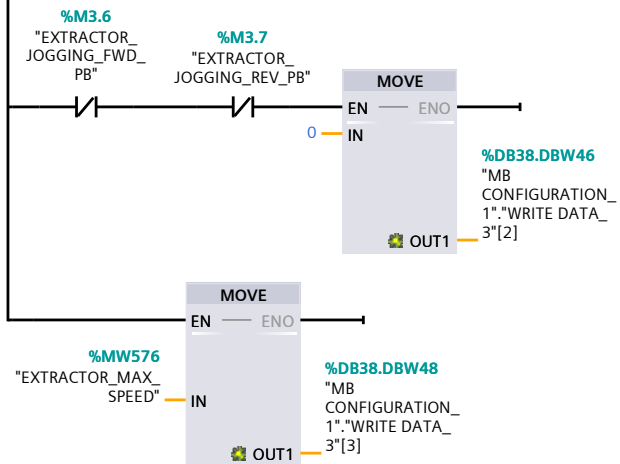 %M3.6
"EXTRACTOR_
JOGGING_FWD_
PB"
%M3.7
"EXTRACTOR_
JOGGING_REV_PB"
MOVE
EN
ENO
0
IN
%DB38.DBW46
"MB
CONFIGURATION_
1"."WRITE DATA_
3"[2]
OUT1
MOVE
EN
ENO
%MW576
"EXTRACTOR_MAX_
SPEED"
IN
%DB38.DBW48
"MB
CONFIGURATION_
1"."WRITE DATA_
3"[3]
OUT1